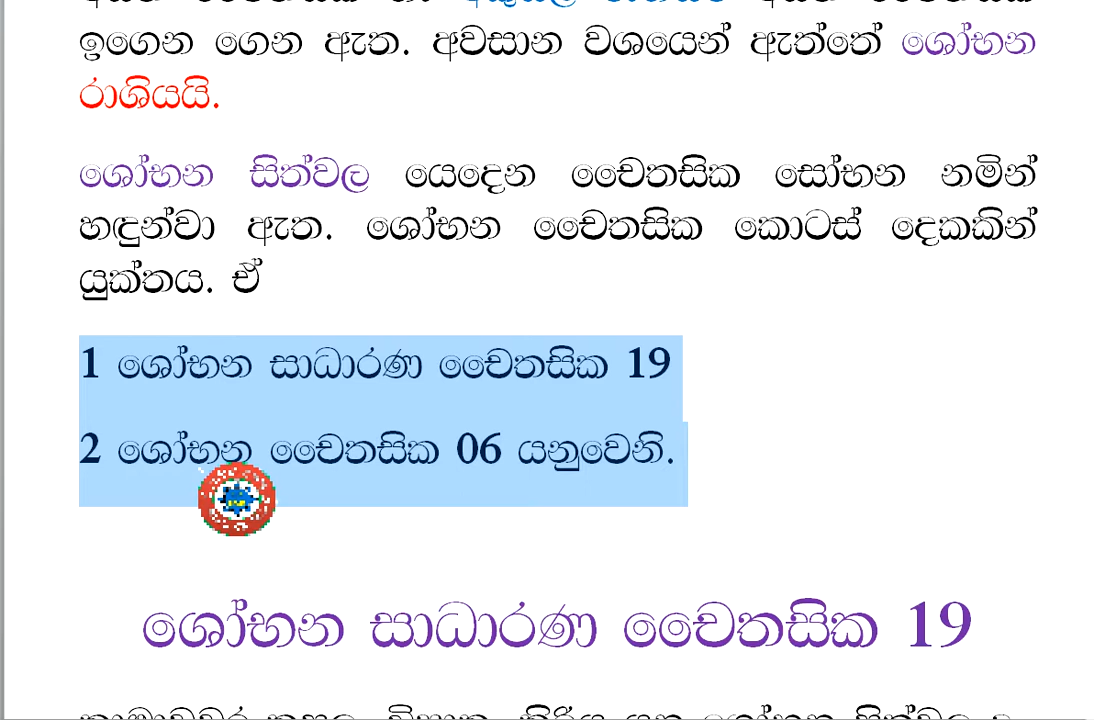 ඉගෙන ගෙන ඇත. අවසාන වශයෙන් ඇත්තේ ශෝභන
රාශියයි.
ශෝභන සිත්වල යෙදෙන චෛතසික සෝභන නමින්
හඳුන්වා ඇත. ශෝභන චෛතසික කොටස් දෙකකින්
යුක්තය. ඒ
1 ශෝභන සාධාරණ චෛතසික 19
2 ශෝභන චෛතසික 06 යනුවෙනි.
ශෝභන සාධාරණ චෛතසික 19